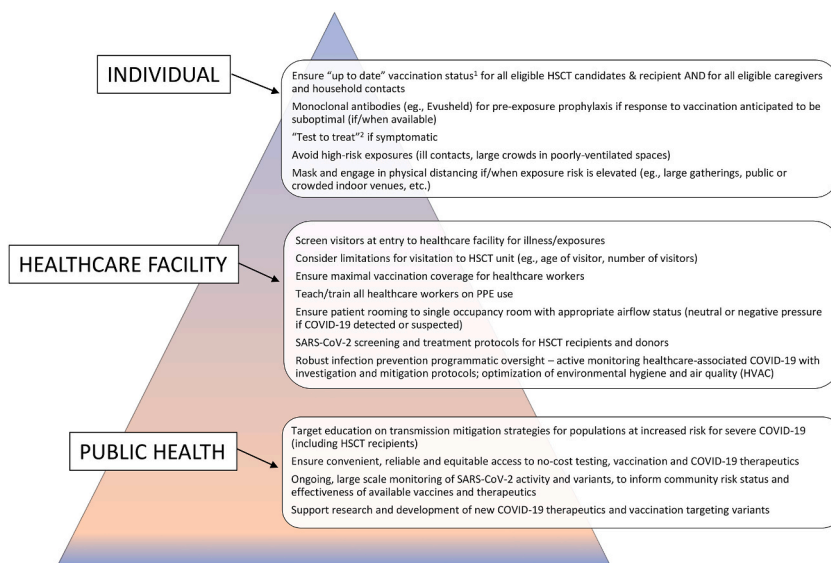 INDIVIDUAL
Ensure “up to date” vaccination status¹ for all eligible HSCT candidates & recipient AND for all eligible caregivers
and household contacts
Monoclonal antibodies (eg., Evusheld) for pre-exposure prophylaxis if response to vaccination anticipated to be
suboptimal (if/when available)
“Test to treat”² if symptomatic
Avoid high-risk exposures (ill contacts, large crowds in poorly-ventilated spaces)
Mask and engage in physical distancing if/when exposure risk is elevated (eg., large gatherings, public or
crowded indoor venues, etc.)
HEALTHCARE FACILITY
Screen visitors at entry to healthcare facility for illness/exposures
Consider limitations for visitation to HSCT unit (eg., age of visitor, number of visitors)
Ensure maximal vaccination coverage for healthcare workers
Teach/train all healthcare workers on PPE use
Ensure patient rooming to single occupancy room with appropriate airflow status (neutral or negative pressure
if COVID-19 detected or suspected)
SARS-CoV-2 screening and treatment protocols for HSCT recipients and donors
Robust infection prevention programmatic oversight – active monitoring healthcare-associated COVID-19 with
investigation and mitigation protocols; optimization of environmental hygiene and air quality (HVAC)
PUBLIC HEALTH
Target education on transmission mitigation strategies for populations at increased risk for severe COVID-19
(including HSCT recipients)
Ensure convenient, reliable and equitable access to no-cost testing, vaccination and COVID-19 therapeutics
Ongoing, large scale monitoring of SARS-CoV-2 activity and variants, to inform community risk status and
effectiveness of available vaccines and therapeutics
Support research and development of new COVID-19 therapeutics and vaccination targeting variants